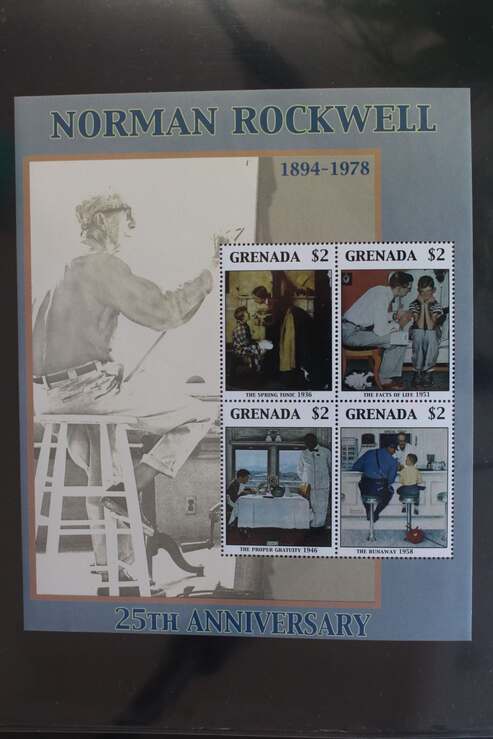 NORMAN ROCKWELL
1894-1978
GRENADA $2
THE SPRING TONIC 1936
GRENADA $2
THE FACTS OF LIFE 1951
GRENADA $2
THE PROPER GRATUITY 1946
GRENADA $2
THE RUNAWAY 1958
25TH ANNIVERSARY